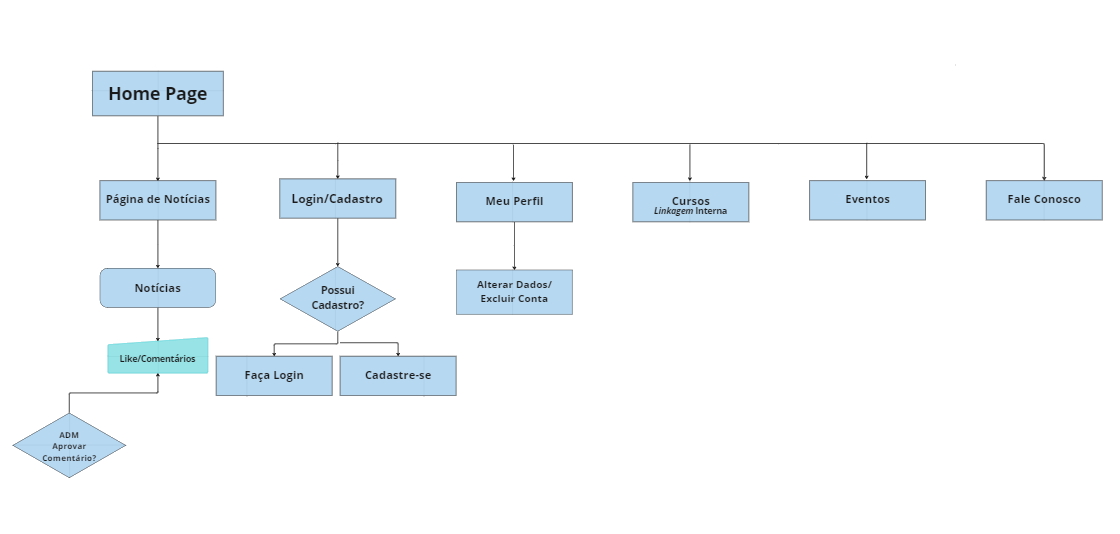 Home Page
Página de Notícias
Login/Cadastro
Meu Perfil
Cursos
Linkagem Interna
Eventos
Fale Conosco
Notícias
Possui
Cadastro?
Alterar Dados/
Excluir Conta
Like/Comentários
Faça Login
Cadastre-se
ADM
Aprovar
Comentário?